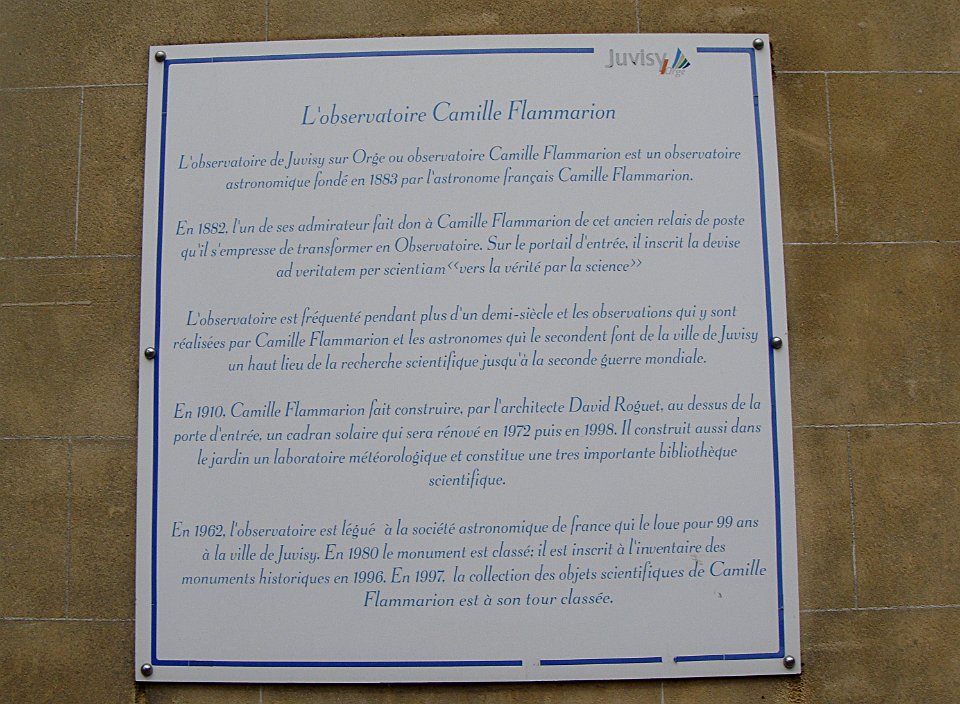 Juvisy
Orge
L'observatoire Camille Flammarion
L'observatoire de Juvisy sur Orge ou observatoire Camille Flammarion est un observatoire
astronomique fondé en 1883 par l'astronome français Camille Flammarion.
En 1882, l'un de ses admirateur fait don à Camille Flammarion de cet ancien relais de poste
qu'il s'empresse de transformer en Observatoire. Sur le portail d'entrée, il inscrit la devise
ad veritatem per scientiam <<vers la vérité par la science>>
L'observatoire est fréquenté pendant plus d'un demi-siècle et les observations qui y sont
réalisées par Camille Flammarion et les astronomes qui le secondent font de la ville de Juvisy
un haut lieu de la recherche scientifique jusqu'à la seconde guerre mondiale.
En 1910, Camille Flammarion fait construire, par l'architecte David Roguet, au dessus de la
porte d'entrée, un cadran solaire qui sera rénové en 1972 puis en 1998. Il construit aussi dans
le jardin un laboratoire météorologique et constitue une tres importante bibliothèque
scientifique.
En 1962, l'observatoire est légué à la société astronomique de france qui le loue pour 99 ans
à la ville de Juvisy. En 1980 le monument est classé; il est inscrit à l'inventaire des
monuments historiques en 1996. En 1997, la collection des objets scientifiques de Camille
Flammarion est à son tour classée.